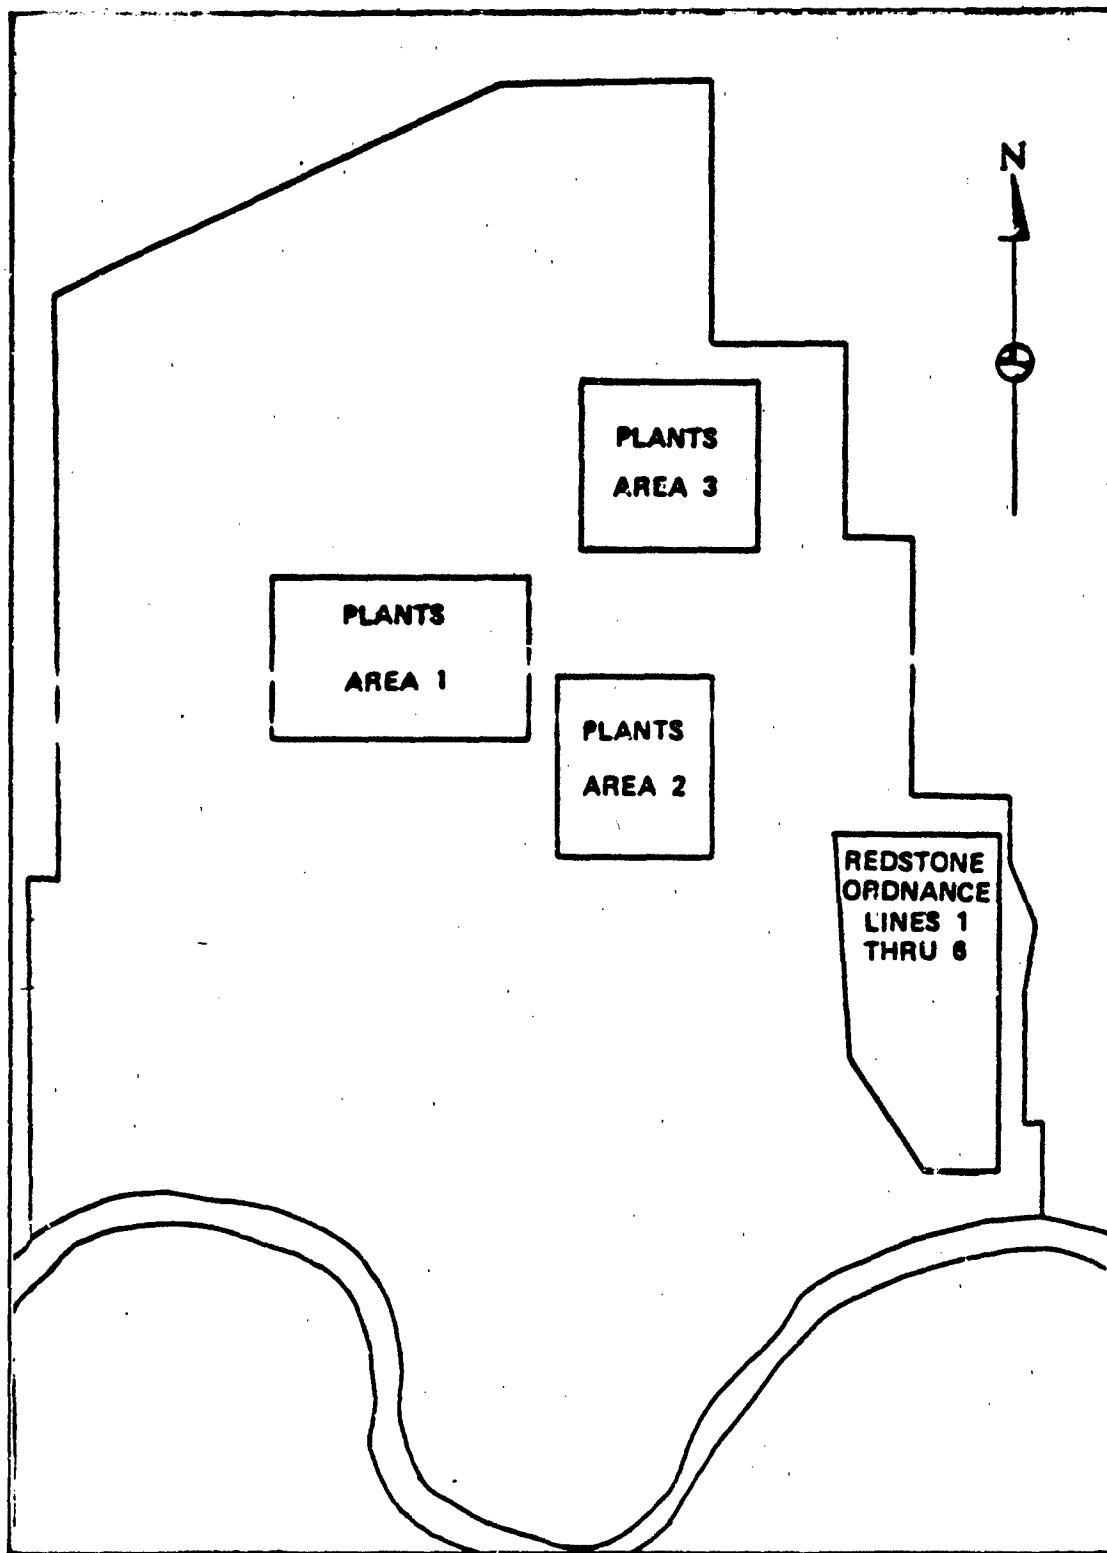 N
PLANTS
AREA 3
PLANTS
AREA 1
PLANTS
AREA 2
REDSTONE
ORDNANCE
LINES 1
THRU 6